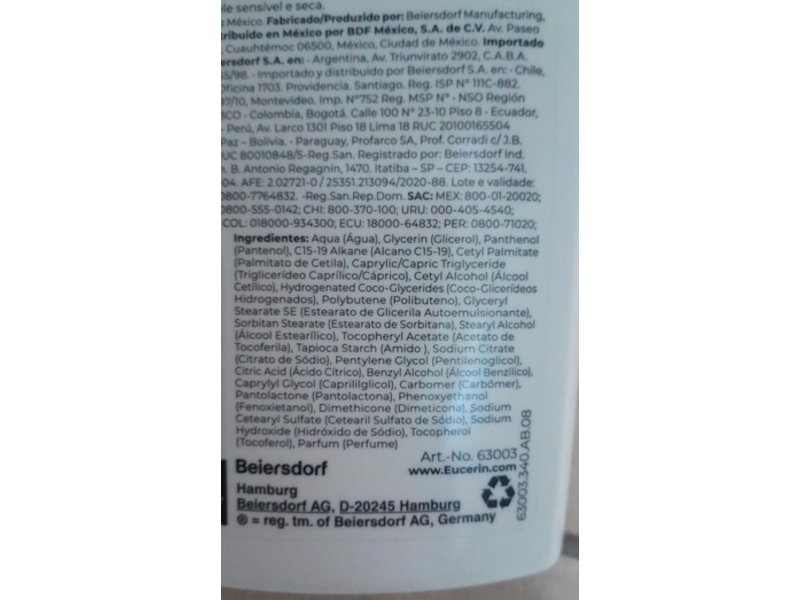 le sensível e seca.
México. Fabricado/Produzido por: Beiersdorf Manufacturing,
tribuido en México por BDF México, S.A. de C.V. Av. Paseo
Cuauhtémoc 06500, México, Ciudad de México. Importado
ersdorf S.A. en: · Argentina, Av. Triunvirato 2902, C.A.B.A.
/98. · Importado y distribuido por Beiersdorf S.A. en: · Chile,
ficina 1703. Providencia, Santiago. Reg. ISP N° 111C-882.
/10, Montevideo. Imp. N°752 Reg. MSP N° · NSO Región
CO · Colombia, Bogotá. Calle 100 N° 23-10 Piso 8 · Ecuador,
· Perú, Av. Larco 1301 Piso 18 Lima 18 RUC 20100165504
Paz – Bolivia. · Paraguay, Profarco SA, Prof. Corradi c/ J.B.
UC 80010848/5-Reg.San. Registrado por: Beiersdorf Ind.
. B. Antonio Regagnin, 1470. Itatiba – SP – CEP: 13254-741.
04. AFE: 2.02721-0 / 25351.213094/2020-88. Lote e validade:
0800-7764832. ·Reg.San.Rep.Dom. SAC: MEX: 800-01-20020;
0800-555-0142; CHI: 800-370-100; URU: 000-405-4540;
COL: 018000-934300; ECU: 18000-64832; PER: 0800-71020;
Ingredientes: Aqua (Água), Glycerin (Glicerol), Panthenol
(Pantenol), C15-19 Alkane (Alcano C15-19), Cetyl Palmitate
(Palmitato de Cetila), Caprylic/Capric Triglyceride
(Triglicerídeo Caprílico/Cáprico), Cetyl Alcohol (Álcool
Cetílico), Hydrogenated Coco-Glycerides (Coco-Glicerídeos
Hidrogenados), Polybutene (Polibuteno), Glyceryl
Stearate SE (Estearato de Glicerila Autoemulsionante),
Sorbitan Stearate (Estearato de Sorbitana), Stearyl Alcohol
(Álcool Estearílico), Tocopheryl Acetate (Acetato de
Tocoferila), Tapioca Starch (Amido ), Sodium Citrate
(Citrato de Sódio), Pentylene Glycol (Pentilenoglicol),
Citric Acid (Ácido Cítrico), Benzyl Alcohol (Álcool Benzílico),
Caprylyl Glycol (Caprililglicol), Carbomer (Carbômer),
Pantolactone (Pantolactona), Phenoxyethanol
(Fenoxietanol), Dimethicone (Dimeticona), Sodium
Cetearyl Sulfate (Cetearil Sulfato de Sódio), Sodium
Hydroxide (Hidróxido de Sódio), Tocopherol
(Tocoferol), Parfum (Perfume)
Art.-No. 63003
Beiersdorf
www.Eucerin.com
Hamburg
Beiersdorf AG, D-20245 Hamburg
® = reg. tm. of Beiersdorf AG, Germany
63003.340.AB.08